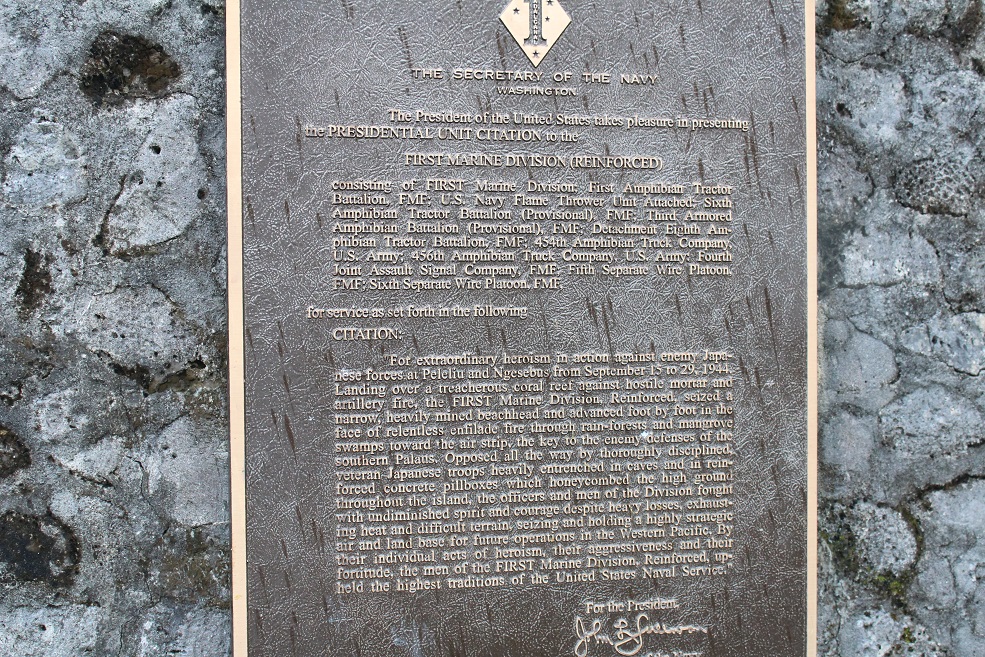 1
GUADALCANAL
THE SECRETARY OF THE NAVY
WASHINGTON
The President of the United States takes pleasure in presenting
the PRESIDENTIAL UNIT CITATION to the
FIRST MARINE DIVISION (REINFORCED)
consisting of FIRST Marine Division; First Amphibian Tractor
Battalion, FMF; U.S. Navy Flame Thrower Unit Attached; Sixth
Amphibian Tractor Battalion (Provisional), FMF; Third Armored
Amphibian Battalion (Provisional), FMF; Detachment Eighth Am-
phibian Tractor Battalion, FMF; 454th Amphibian Truck Company,
U.S. Army; 456th Amphibian Truck Company, U.S. Army; Fourth
Joint Assault Signal Company, FMF; Fifth Separate Wire Platoon,
FMF; Sixth Separate Wire Platoon, FMF,
for service as set forth in the following
CITATION:
"For extraordinary heroism in action against enemy Japa-
nese forces at Peleliu and Ngesebus from September 15 to 29, 1944.
Landing over a treacherous coral reef against hostile mortar and
artillery fire, the FIRST Marine Division, Reinforced, seized a
narrow, heavily mined beachhead and advanced foot by foot in the
face of relentless enfilade fire through rain-forests and mangrove
swamps toward the air strip, the key to the enemy defenses of the
southern Palaus. Opposed all the way by thoroughly disciplined,
veteran Japanese troops heavily entrenched in caves and in rein-
forced concrete pillboxes which honeycombed the high ground
throughout the island, the officers and men of the Division fought
with undiminished spirit and courage despite heavy losses, exhaust-
ing heat and difficult terrain, seizing and holding a highly strategic
air and land base for future operations in the Western Pacific. By
their individual acts of heroism, their aggressiveness and their
fortitude, the men of the FIRST Marine Division, Reinforced, up-
held the highest traditions of the United States Naval Service."
For the President,
John L. Sullivan